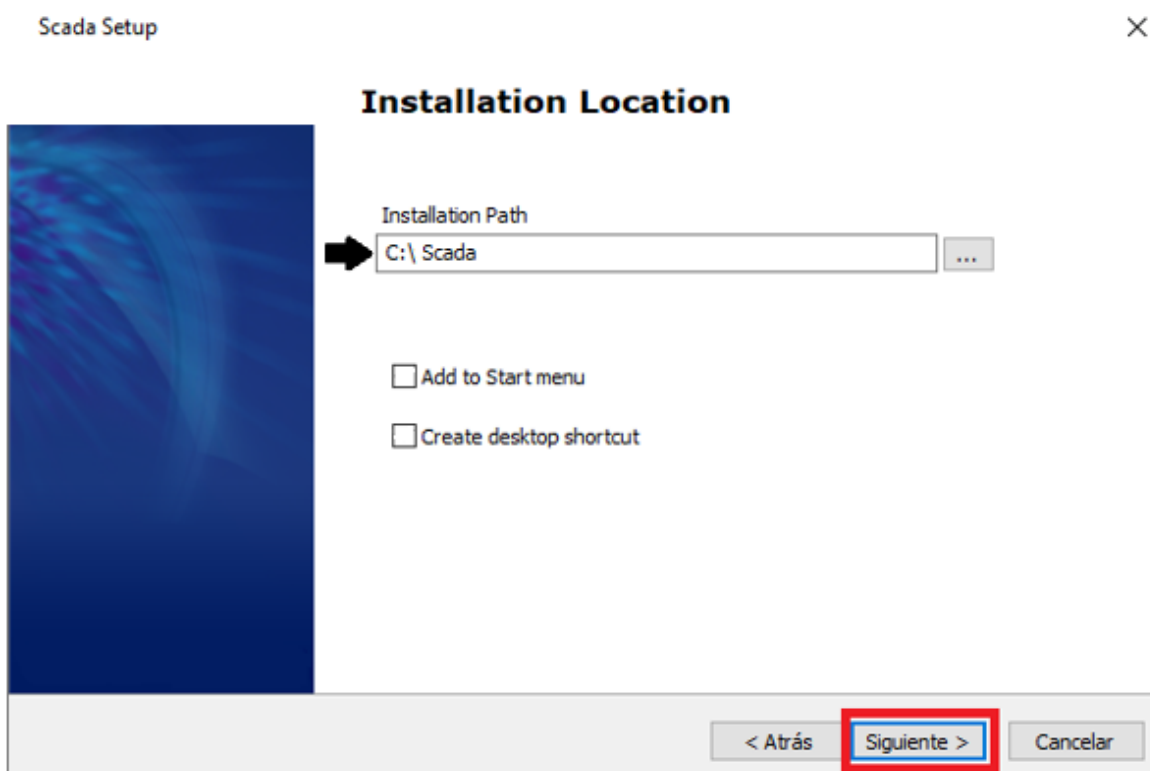 Scada Setup
Installation Location
Installation Path
C:\ Scada
...
Add to Start menu
Create desktop shortcut
< Atrás
Siguiente >
Cancelar